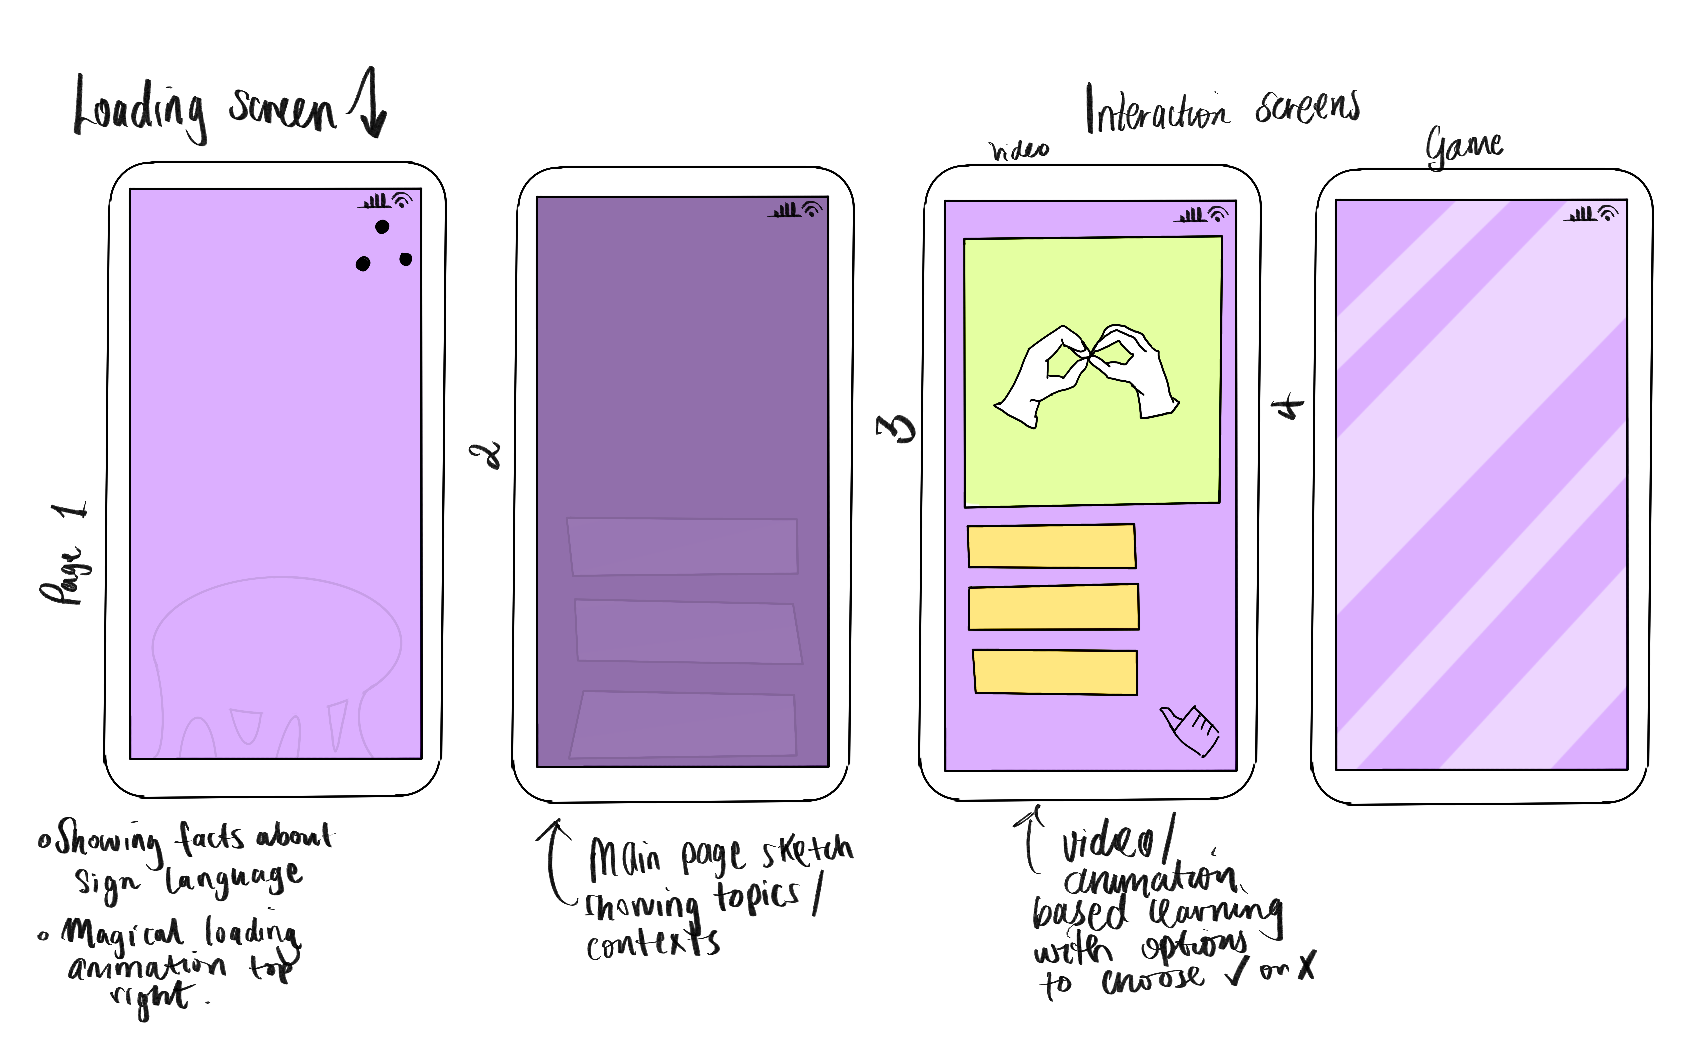 Loading screen
Interaction screens
video
Game
Page 1
2
3
4
• Showing facts about
sign language
• Magical loading
animation top
right.
Main page sketch
showing topics /
contexts
video/
animation
based learning
with options
to choose ✓ or X